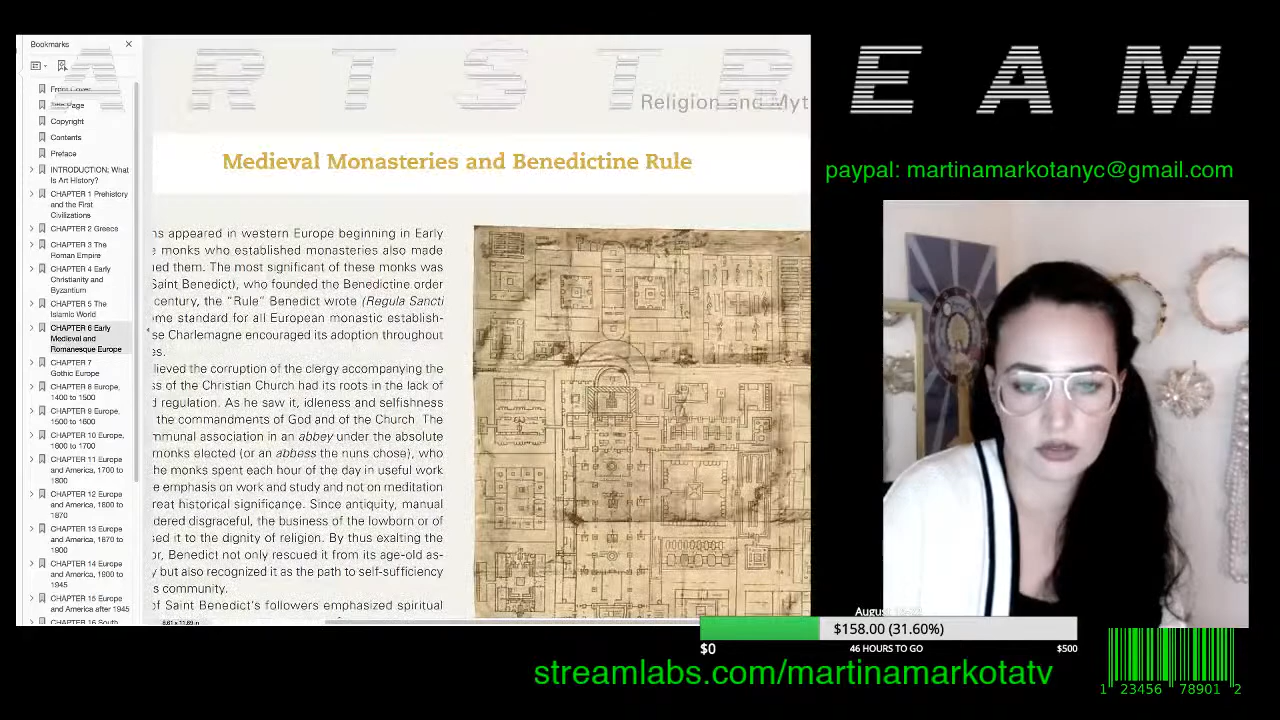 ARTSTREAM
Bookmarks
Front Cover
Title Page
Copyright
Contents
Preface
INTRODUCTION: What
Is Art History?
CHAPTER 1 Prehistory
and the First
Civilizations
CHAPTER 2 Greece
CHAPTER 3 The
Roman Empire
CHAPTER 4 Early
Christianity and
Byzantium
CHAPTER 5 The
Islamic World
CHAPTER 6 Early
Medieval and
Romanesque Europe
CHAPTER 7
Gothic Europe
CHAPTER 8 Europe,
1400 to 1500
CHAPTER 9 Europe,
1500 to 1600
CHAPTER 10 Europe,
1600 to 1700
CHAPTER 11 Europe
and America, 1700 to
1800
CHAPTER 12 Europe
and America, 1800 to
1870
CHAPTER 13 Europe
and America, 1870 to
1900
CHAPTER 14 Europe
and America, 1900 to
1945
CHAPTER 15 Europe
and America after 1945
CHAPTER 16 South
Religion and Myt
Medieval Monasteries and Benedictine Rule
ns appeared in western Europe beginning in Early
e monks who established monasteries also made
ned them. The most significant of these monks was
Saint Benedict), who founded the Benedictine order
century, the “Rule” Benedict wrote (Regula Sancti
ome standard for all European monastic establish-
se Charlemagne encouraged its adoption throughout
es.
lieved the corruption of the clergy accompanying the
ss of the Christian Church had its roots in the lack of
d regulation. As he saw it, idleness and selfishness
the commandments of God and of the Church. The
mmunal association in an abbey under the absolute
monks elected (or an abbess the nuns chose), who
he monks spent each hour of the day in useful work
e emphasis on work and study and not on meditation
reat historical significance. Since antiquity, manual
dered disgraceful, the business of the lowborn or of
sed it to the dignity of religion. By thus exalting the
or, Benedict not only rescued it from its age-old as-
y but also recognized it as the path to self-sufficiency
s community.
of Saint Benedict's followers emphasized spiritual
paypal: martinamarkotanyc@gmail.com
August
$158.00 (31.60%)
$0
46 HOURS TO GO
$500
streamlabs.com/martinamarkotatv
1 23456 78901 2